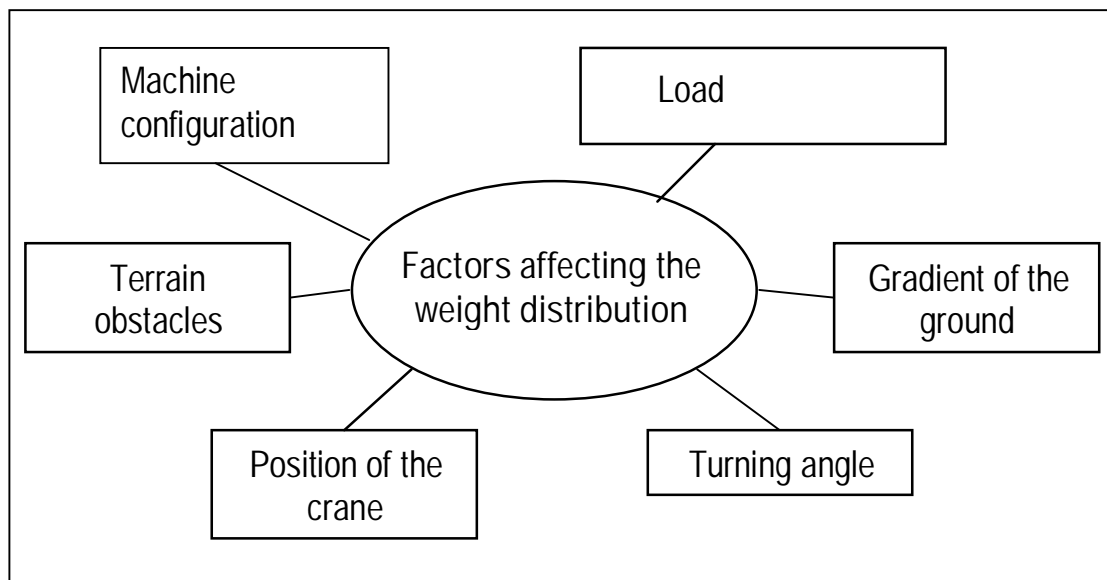 Machine
configuration
Load
Factors affecting the
weight distribution
Terrain
obstacles
Gradient of the
ground
Position of the
crane
Turning angle